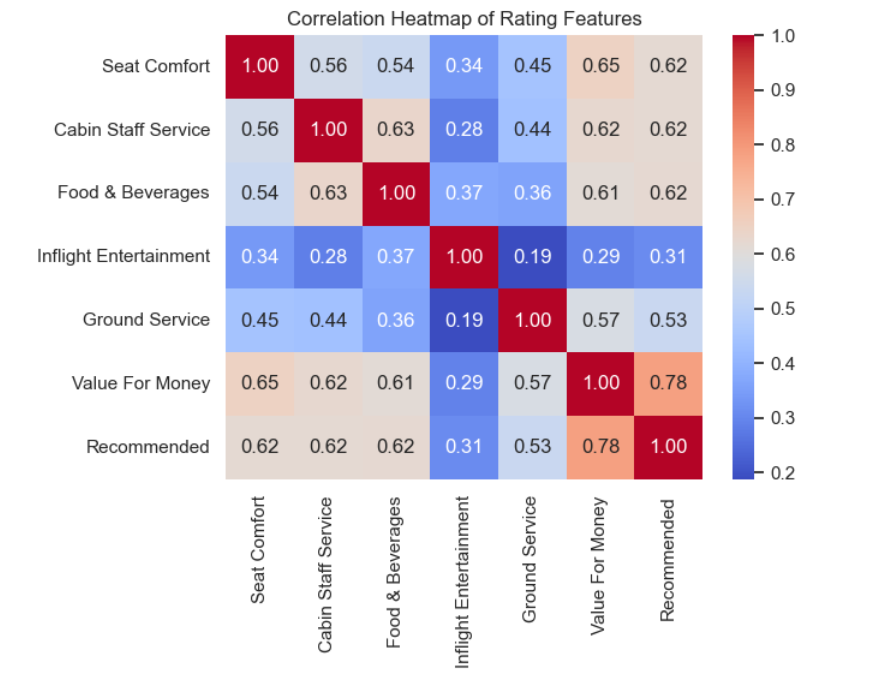 Correlation Heatmap of Rating Features
Seat Comfort 1.00 0.56 0.54 0.34 0.45 0.65 0.62
Cabin Staff Service 0.56 1.00 0.63 0.28 0.44 0.62 0.62
Food & Beverages 0.54 0.63 1.00 0.37 0.36 0.61 0.62
Inflight Entertainment 0.34 0.28 0.37 1.00 0.19 0.29 0.31
Ground Service 0.45 0.44 0.36 0.19 1.00 0.57 0.53
Value For Money 0.65 0.62 0.61 0.29 0.57 1.00 0.78
Recommended 0.62 0.62 0.62 0.31 0.53 0.78 1.00
Seat Comfort
Cabin Staff Service
Food & Beverages
Inflight Entertainment
Ground Service
Value For Money
Recommended
1.0
0.9
0.8
0.7
0.6
0.5
0.4
0.3
0.2